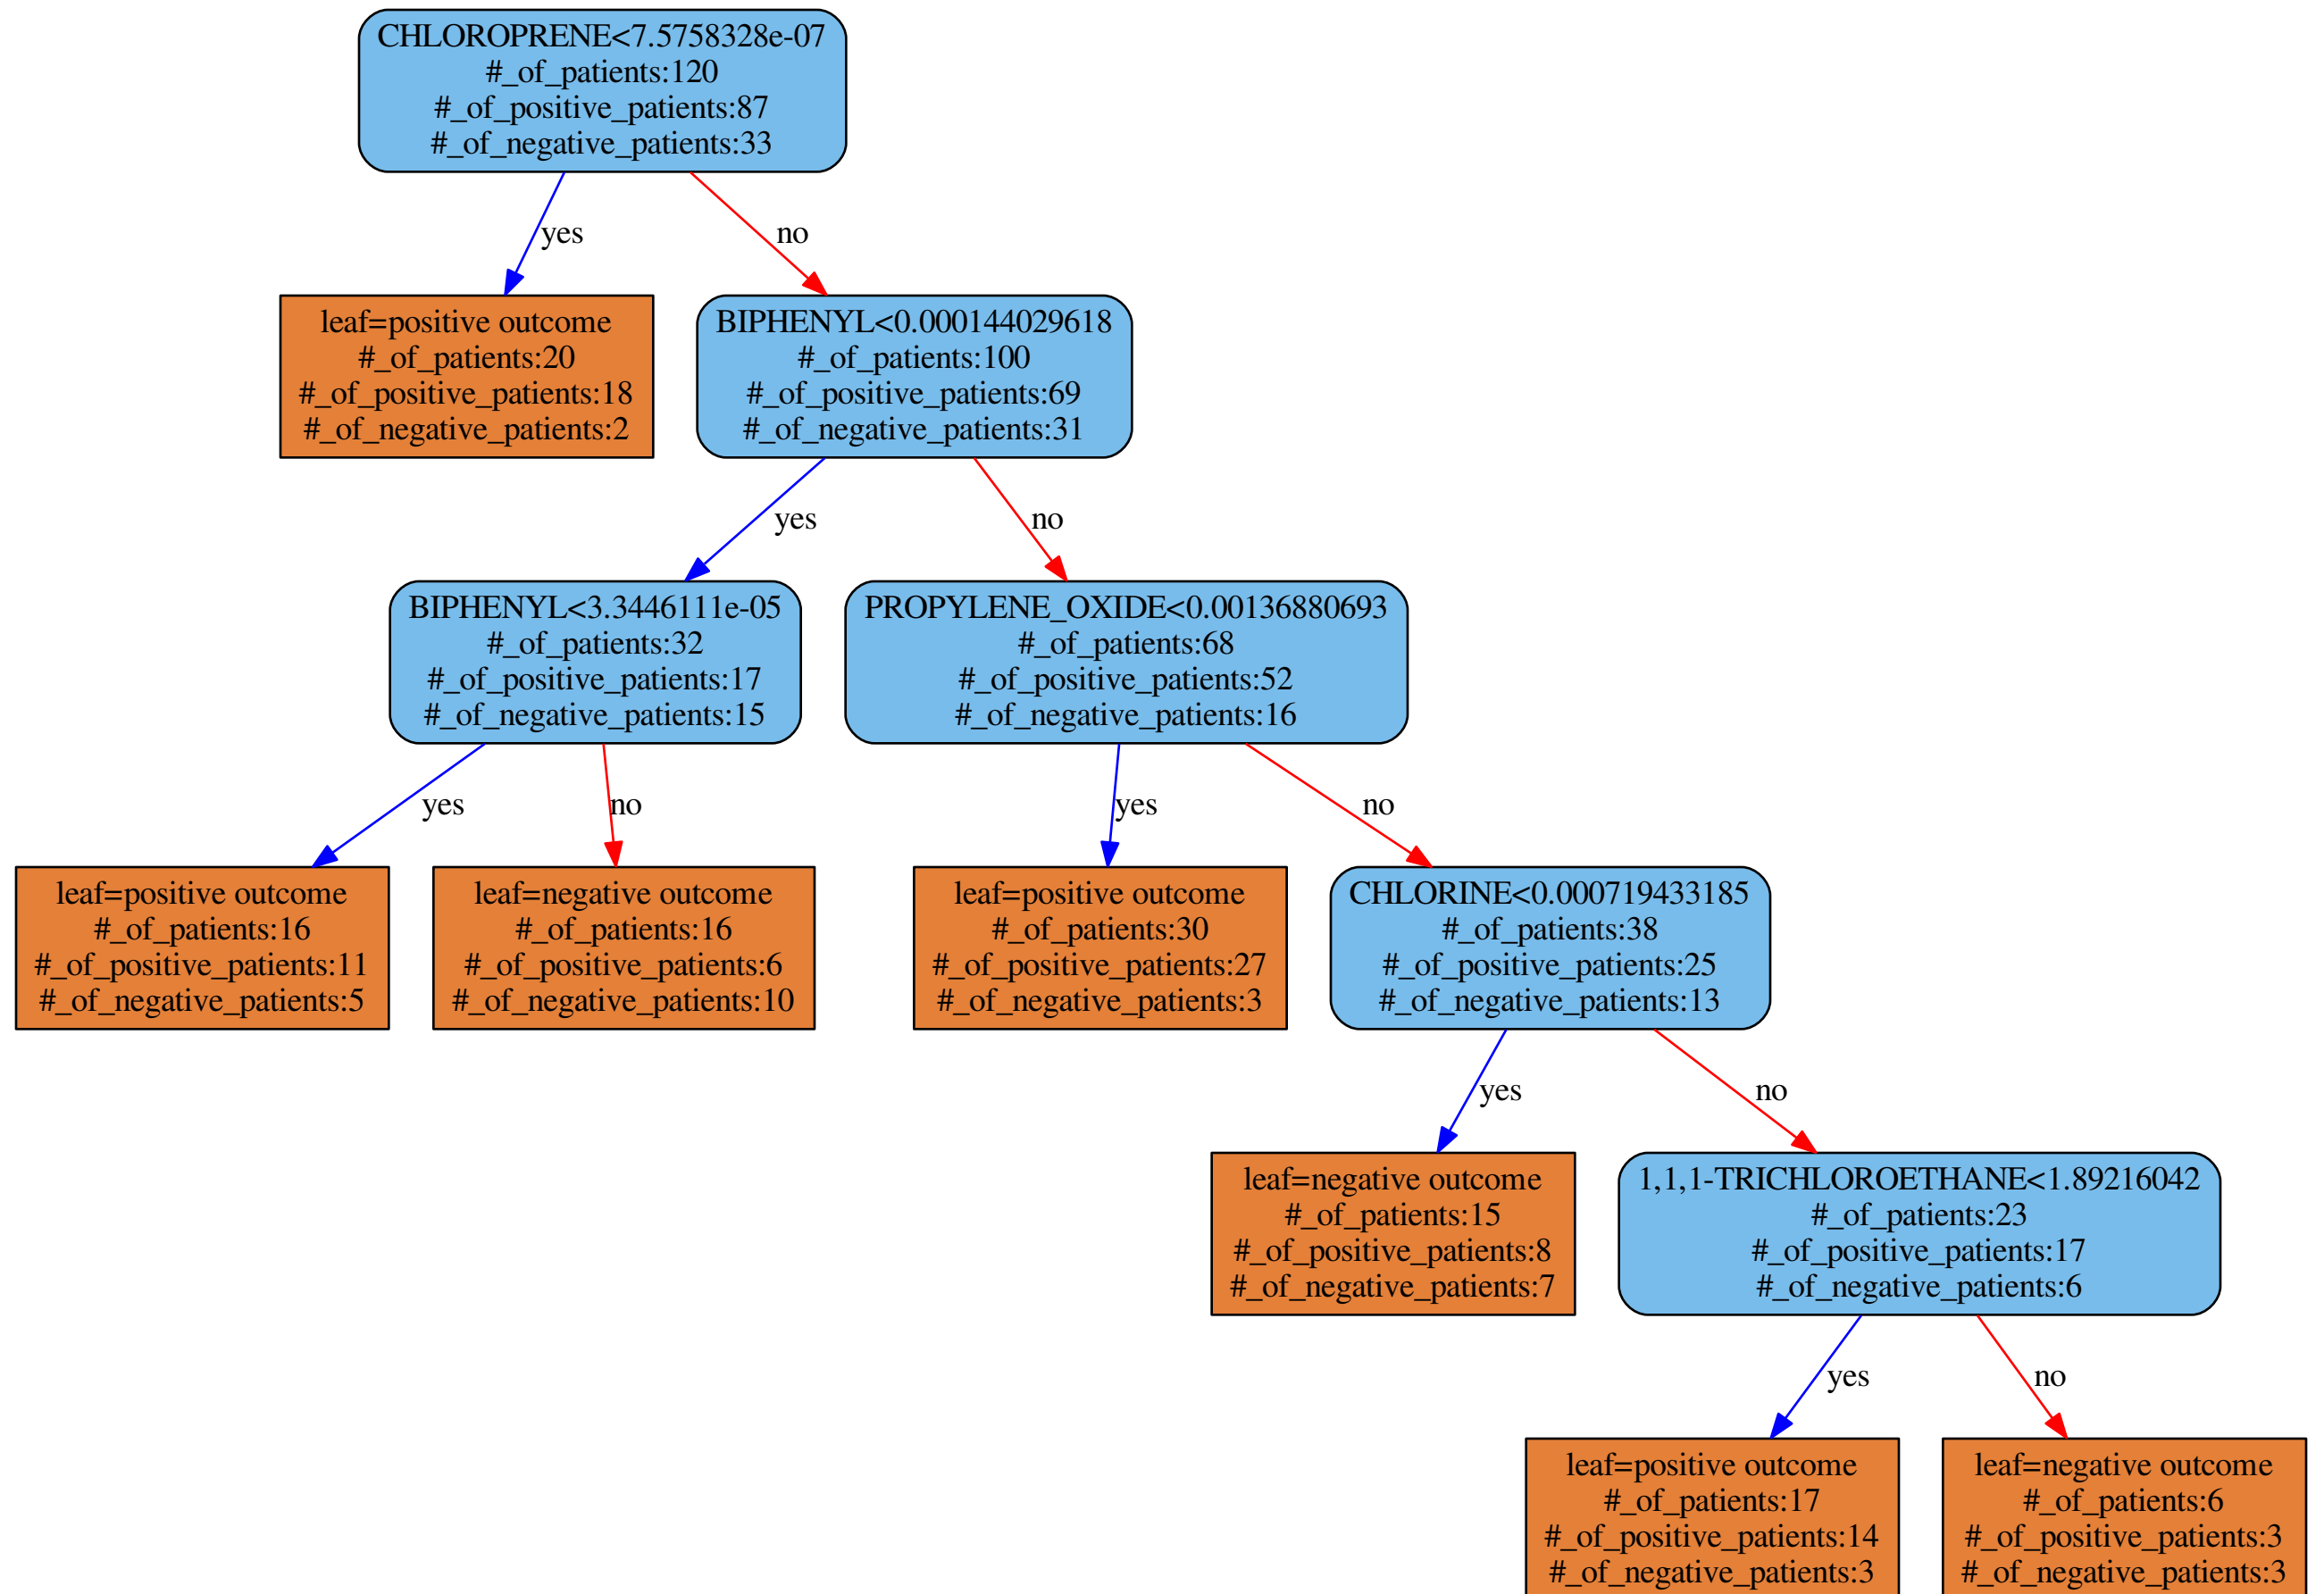 CHLOROPRENE<7.5758328e-07
#_of_patients:120
#_of_positive_patients:87
#_of_negative_patients:33
yes
no
leaf=positive outcome
#_of_patients:20
#_of_positive_patients:18
#_of_negative_patients:2
BIPHENYL<0.000144029618
#_of_patients:100
#_of_positive_patients:69
#_of_negative_patients:31
yes
no
BIPHENYL<3.3446111e-05
#_of_patients:32
#_of_positive_patients:17
#_of_negative_patients:15
PROPYLENE_OXIDE<0.00136880693
#_of_patients:68
#_of_positive_patients:52
#_of_negative_patients:16
yes
no
yes
no
leaf=positive outcome
#_of_patients:16
#_of_positive_patients:11
#_of_negative_patients:5
leaf=negative outcome
#_of_patients:16
#_of_positive_patients:6
#_of_negative_patients:10
leaf=positive outcome
#_of_patients:30
#_of_positive_patients:27
#_of_negative_patients:3
CHLORINE<0.000719433185
#_of_patients:38
#_of_positive_patients:25
#_of_negative_patients:13
yes
no
leaf=negative outcome
#_of_patients:15
#_of_positive_patients:8
#_of_negative_patients:7
1,1,1-TRICHLOROETHANE<1.89216042
#_of_patients:23
#_of_positive_patients:17
#_of_negative_patients:6
yes
no
leaf=positive outcome
#_of_patients:17
#_of_positive_patients:14
#_of_negative_patients:3
leaf=negative outcome
#_of_patients:6
#_of_positive_patients:3
#_of_negative_patients:3